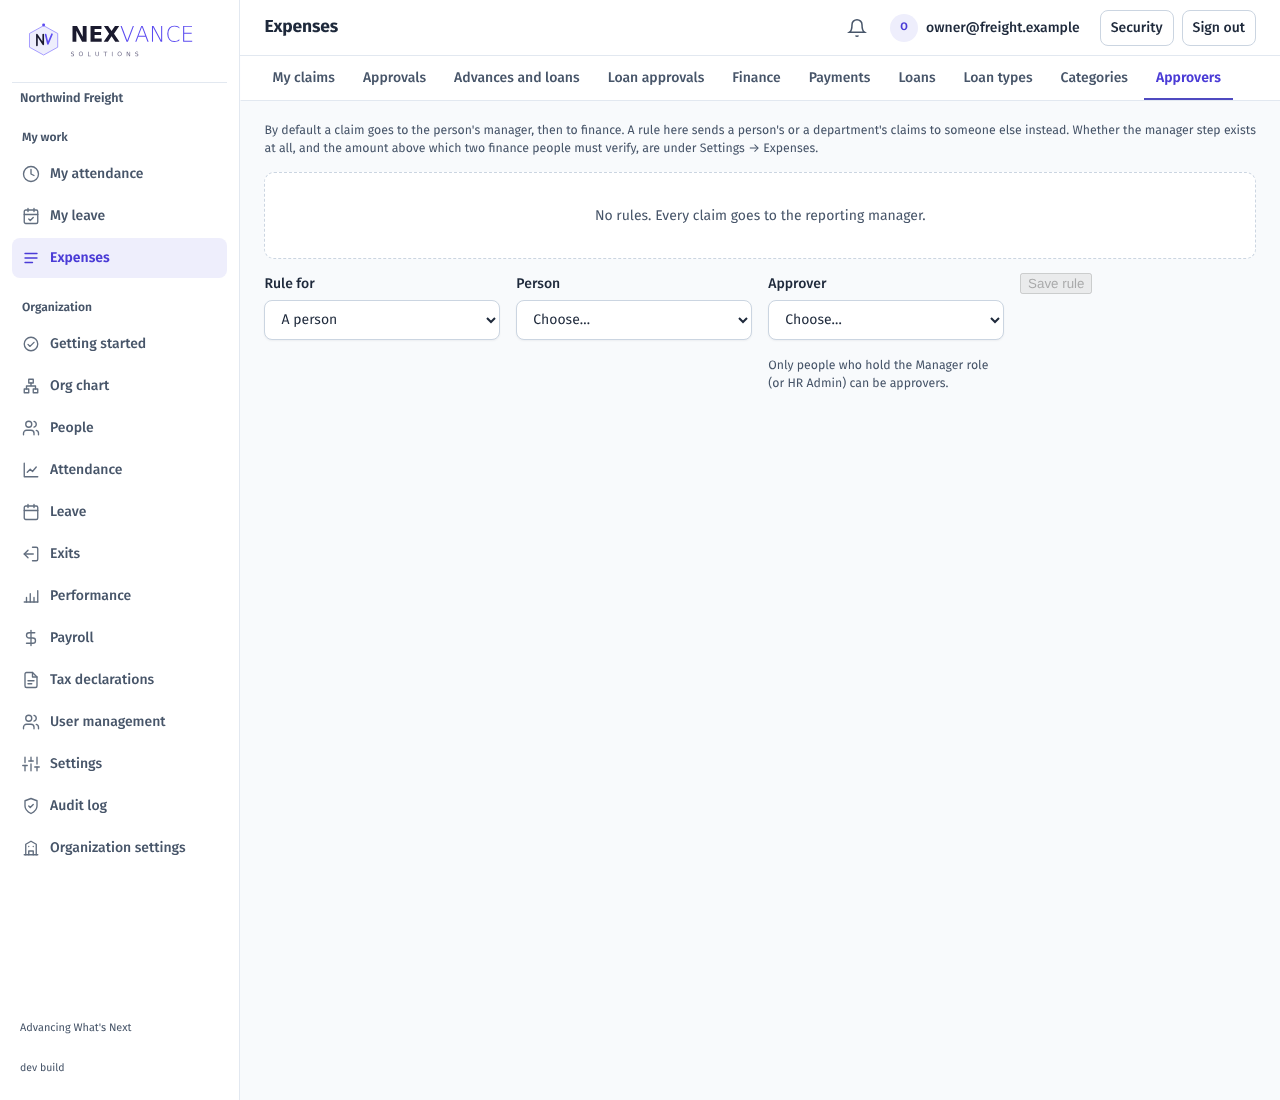 NV NEXVANCE
SOLUTIONS
Northwind Freight
My work
My attendance
My leave
Expenses
Organization
Getting started
Org chart
People
Attendance
Leave
Exits
Performance
Payroll
Tax declarations
User management
Settings
Audit log
Organization settings
Advancing What's Next
dev build
Expenses
O owner@freight.example Security Sign out
My claims Approvals Advances and loans Loan approvals Finance Payments Loans Loan types Categories Approvers
By default a claim goes to the person's manager, then to finance. A rule here sends a person's or a department's claims to someone else instead. Whether the manager step exists
at all, and the amount above which two finance people must verify, are under Settings → Expenses.
No rules. Every claim goes to the reporting manager.
Rule for Person Approver Save rule
A person Choose... Choose...
Only people who hold the Manager role
(or HR Admin) can be approvers.